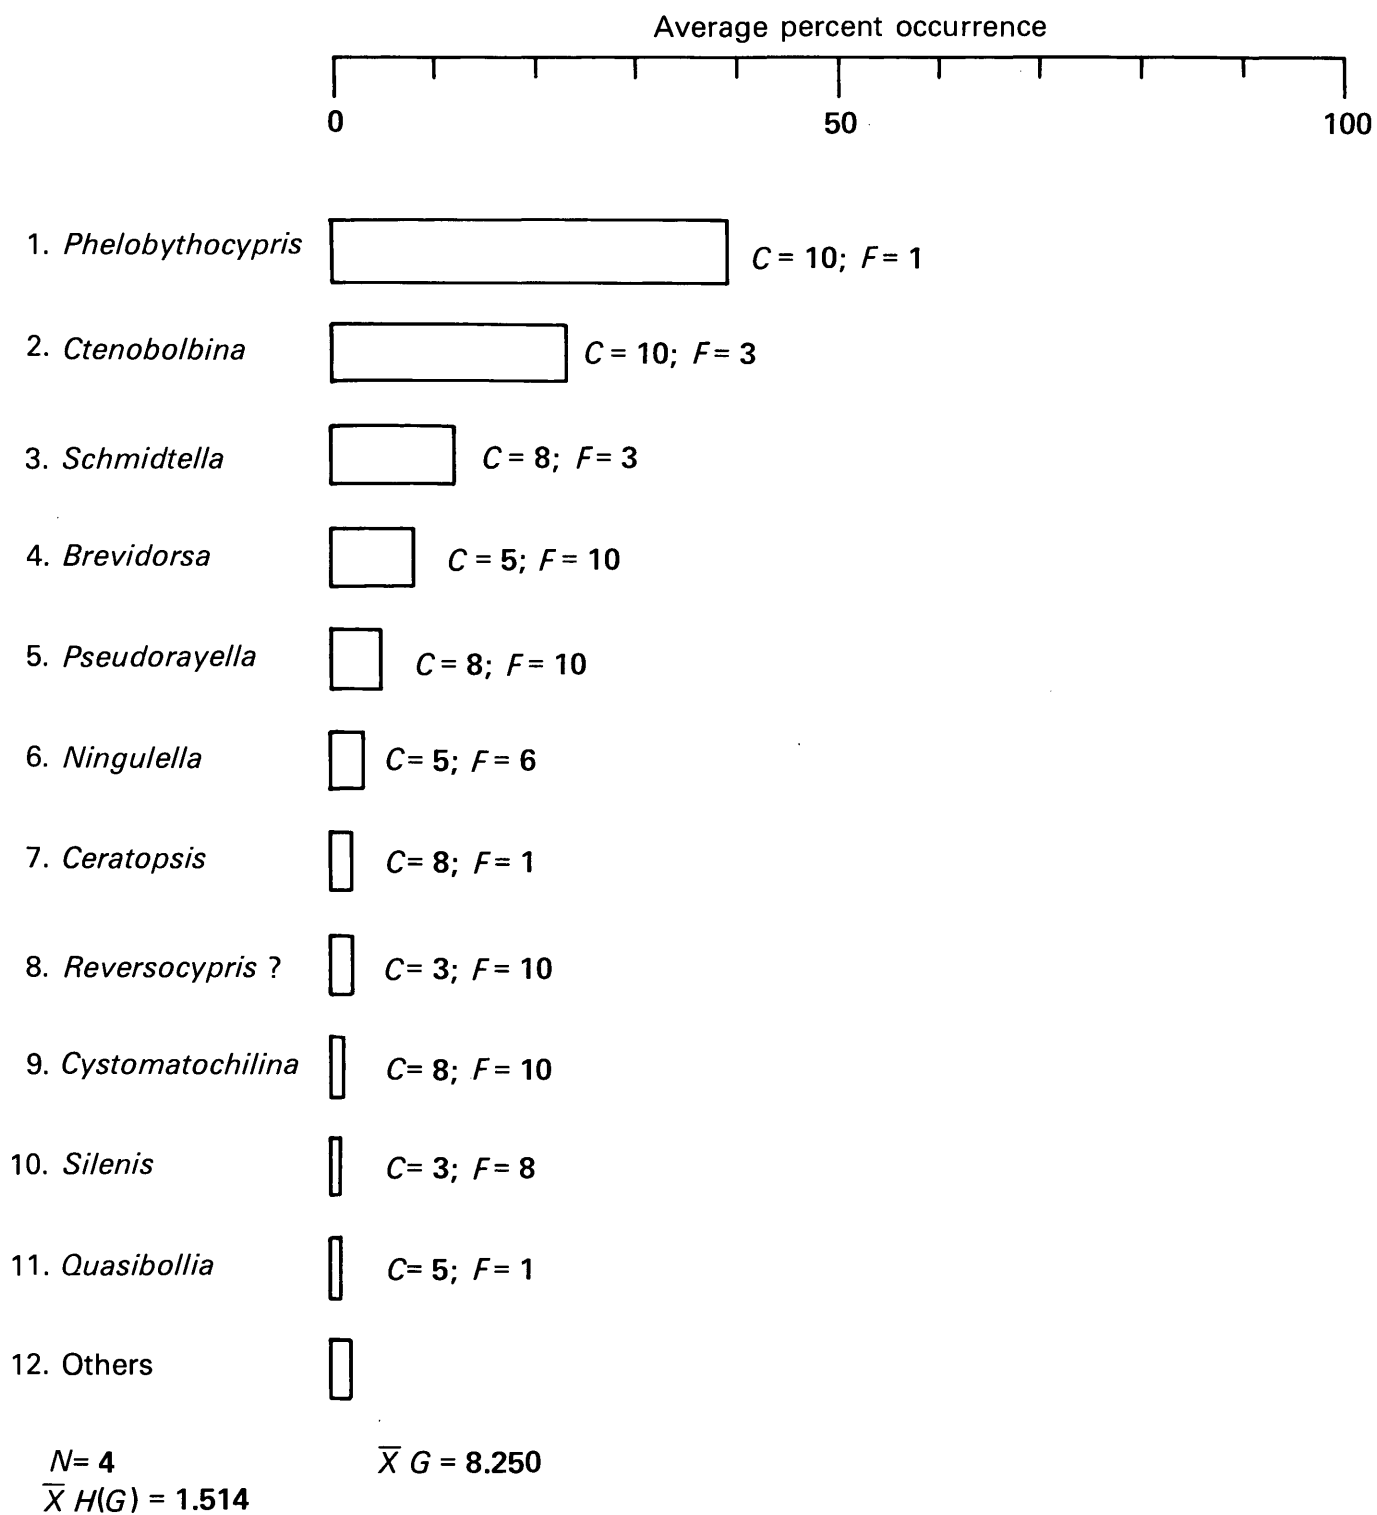 Average percent occurrence
0 50 100
1. Phelobythocypris C = 10; F = 1
2. Ctenobolbina C = 10; F = 3
3. Schmidtella C = 8; F = 3
4. Brevidorsa C = 5; F = 10
5. Pseudorayella C = 8; F = 10
6. Ningulella C = 5; F = 6
7. Ceratopsis C = 8; F = 1
8. Reversocypris ? C = 3; F = 10
9. Cystomatochilina C = 8; F = 10
10. Silenis C = 3; F = 8
11. Quasibollia C = 5; F = 1
12. Others
N = 4 X̅ G = 8.250
X̅ H(G) = 1.514